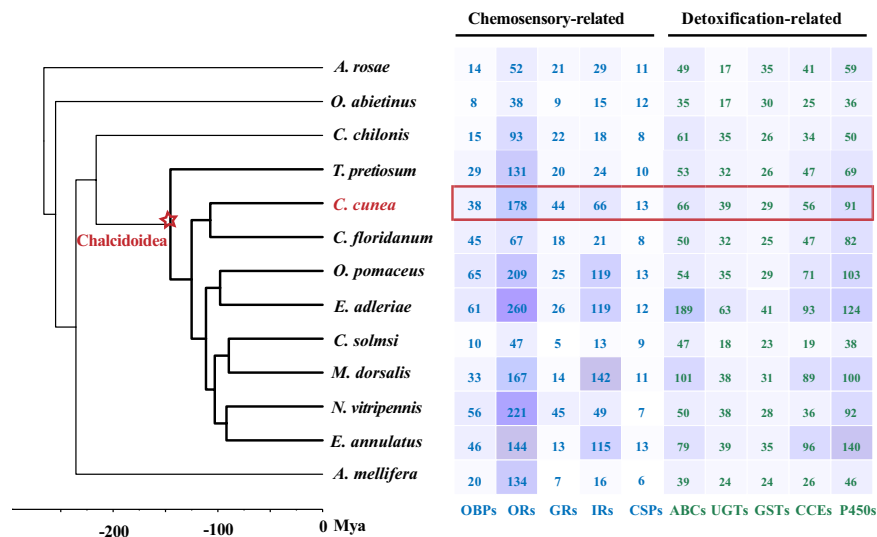 Chemosensory-related Detoxification-related
A. rosae 14 52 21 29 11 49 17 35 41 59
O. abietinus 8 38 9 15 12 35 17 30 25 36
C. chilonis 15 93 22 18 8 61 35 26 34 50
T. pretiosum 29 131 20 24 10 53 32 26 47 69
C. cunea 38 178 44 66 13 66 39 29 56 91
Chalcidoidea
C. floridanum 45 67 18 21 8 50 32 25 47 82
O. pomaceus 65 209 25 119 13 54 35 29 71 103
E. adleriae 61 260 26 119 12 189 63 41 93 124
C. solmsi 10 47 5 13 9 47 18 23 19 38
M. dorsalis 33 167 14 142 11 101 38 31 89 100
N. vitripennis 56 221 45 49 7 50 38 28 36 92
E. annulatus 46 144 13 115 13 79 39 35 96 140
A. mellifera 20 134 7 16 6 39 24 24 26 46
OBPs ORs GRs IRs CSPs ABCs UGTs GSTs CCEs P450s
-200 -100 0 Mya